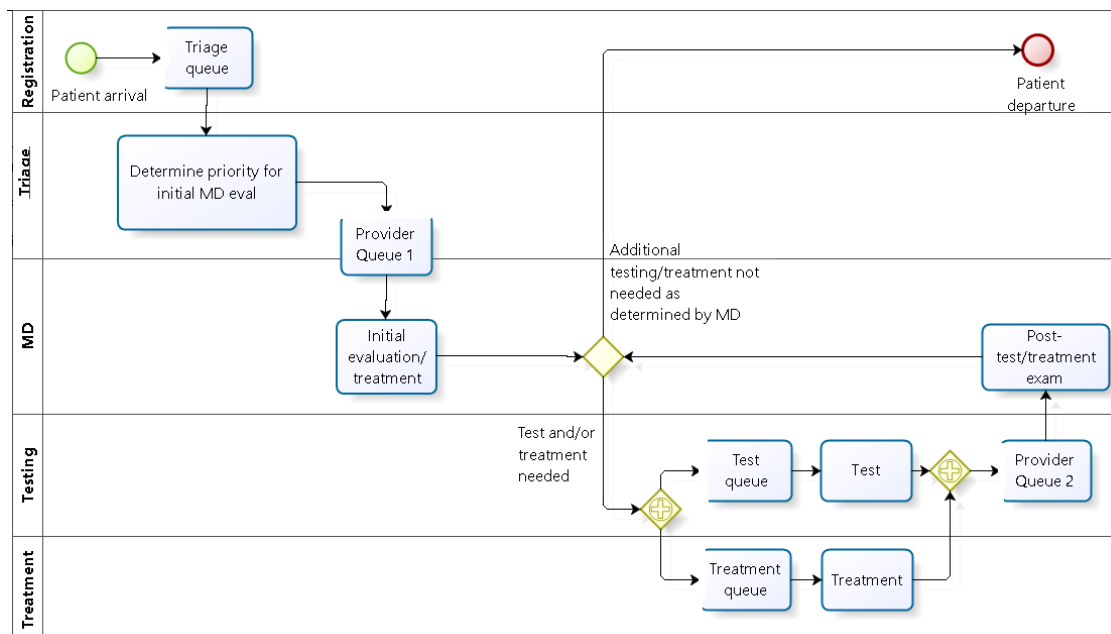 Registration
Patient arrival
Triage
queue
Patient
departure
Triage
Determine priority for
initial MD eval
Provider
Queue 1
Additional
testing/treatment not
needed as
determined by MD
MD
Initial
evaluation/
treatment
Post-
test/treatment
exam
Testing
Test and/or
treatment
needed
Test
queue
Test
Provider
Queue 2
Treatment
Treatment
queue
Treatment